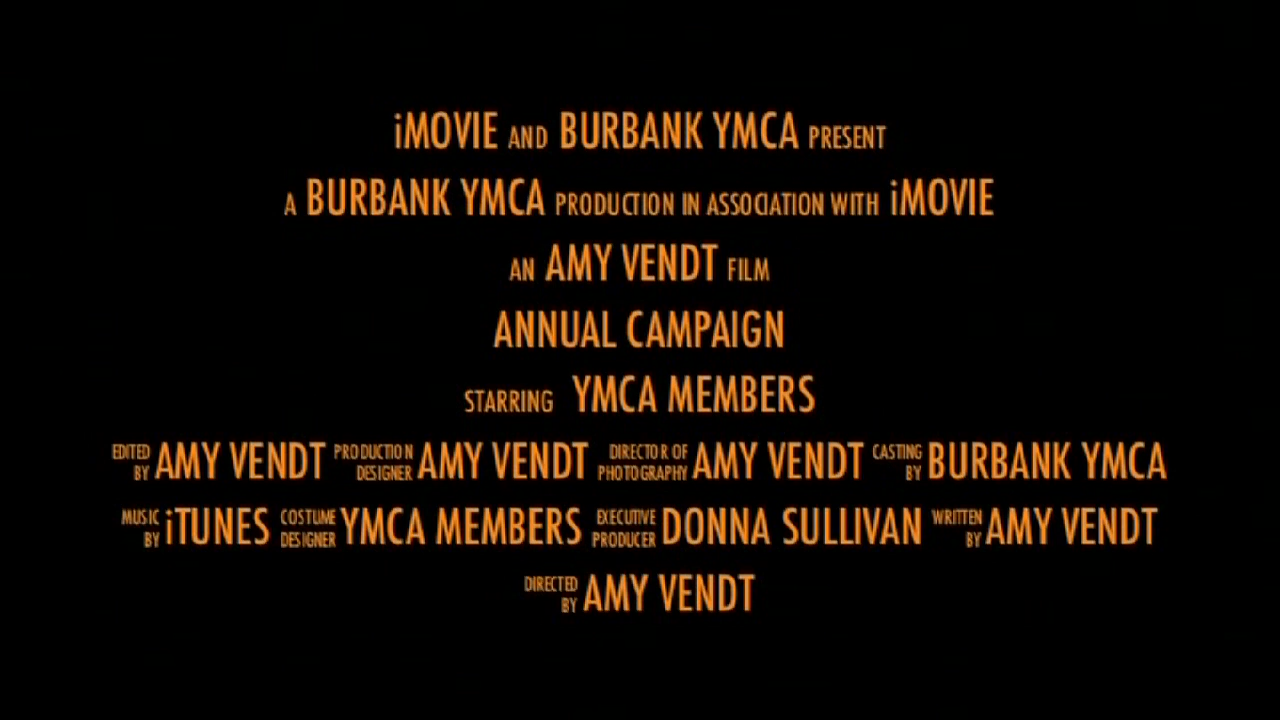 iMOVIE AND BURBANK YMCA PRESENT
A BURBANK YMCA PRODUCTION IN ASSOCIATION WITH iMOVIE
AN AMY VENDT FILM
ANNUAL CAMPAIGN
STARRING YMCA MEMBERS
EDITED BY AMY VENDT PRODUCTION DESIGNER AMY VENDT DIRECTOR OF PHOTOGRAPHY AMY VENDT CASTING BY BURBANK YMCA
MUSIC BY iTUNES COSTUME DESIGNER YMCA MEMBERS EXECUTIVE PRODUCER DONNA SULLIVAN WRITTEN BY AMY VENDT
DIRECTED BY AMY VENDT